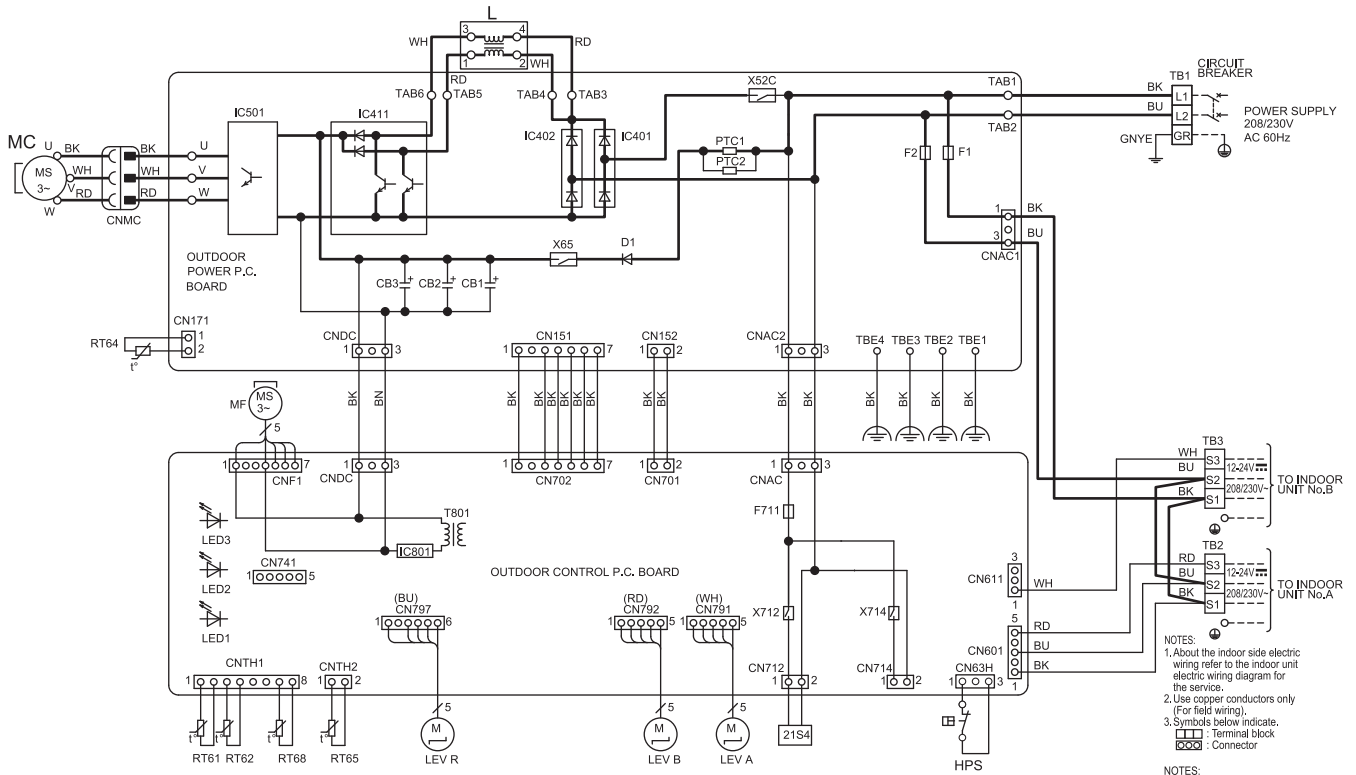 L
3 4
WH RD
1 2
RD WH
TAB6 TAB5 TAB4 TAB3
X52C
TAB1
TAB2
BK
BU
GNYE
TB1
L1
L2
GR
CIRCUIT
BREAKER
POWER SUPPLY
208/230V
AC 60Hz
MC
MS
3~
U BK BK U
V WH WH V
W RD RD W
CNMC
IC501
IC411
IC402
IC401
PTC1
PTC2
F2
F1
1 BK
3 BU
CNAC1
OUTDOOR
POWER P.C.
BOARD
X65
D1
CB3 + CB2 + CB1 +
CN171
1
2
RT64
t°
CNDC
1 3
CN151
1 7
CN152
1 2
CNAC2
1 3
TBE4 TBE3 TBE2 TBE1
MF
MS
3~
5
BK BN
BK BK BK BK BK BK
BK BK
BK BK
BK BK BK BK
1 7
CNF1
1 3
CNDC
1 7
CN702
1 2
CN701
1 3
CNAC
TB3
WH S3
BU S2
BK S1
12-24V
208/230V~
TO INDOOR
UNIT No.B
TB2
RD S3
BU S2
BK S1
12-24V
208/230V~
TO INDOOR
UNIT No.A
LED3
LED2
LED1
CN741
1 5
T801
IC801
F711
OUTDOOR CONTROL P.C. BOARD
X712
X714
3
CN611
1
WH
5
CN601
1
RD
BU
BK
(BU)
CN797
1 6
(RD)
CN792
1 5
(WH)
CN791
1 5
CNTH1
1 8
CNTH2
1 2
CN712
1 2
CN714
1 2
CN63H
1 3
t° t° t° t°
RT61 RT62 RT68 RT65
5
M
LEV R
5
M
LEV B
5
M
LEV A
21S4
HPS
NOTES:
1. About the indoor side electric
wiring refer to the indoor unit
electric wiring diagram for
the service.
2. Use copper conductors only
(For field wiring).
3. Symbols below indicate.
: Terminal block
: Connector
NOTES: